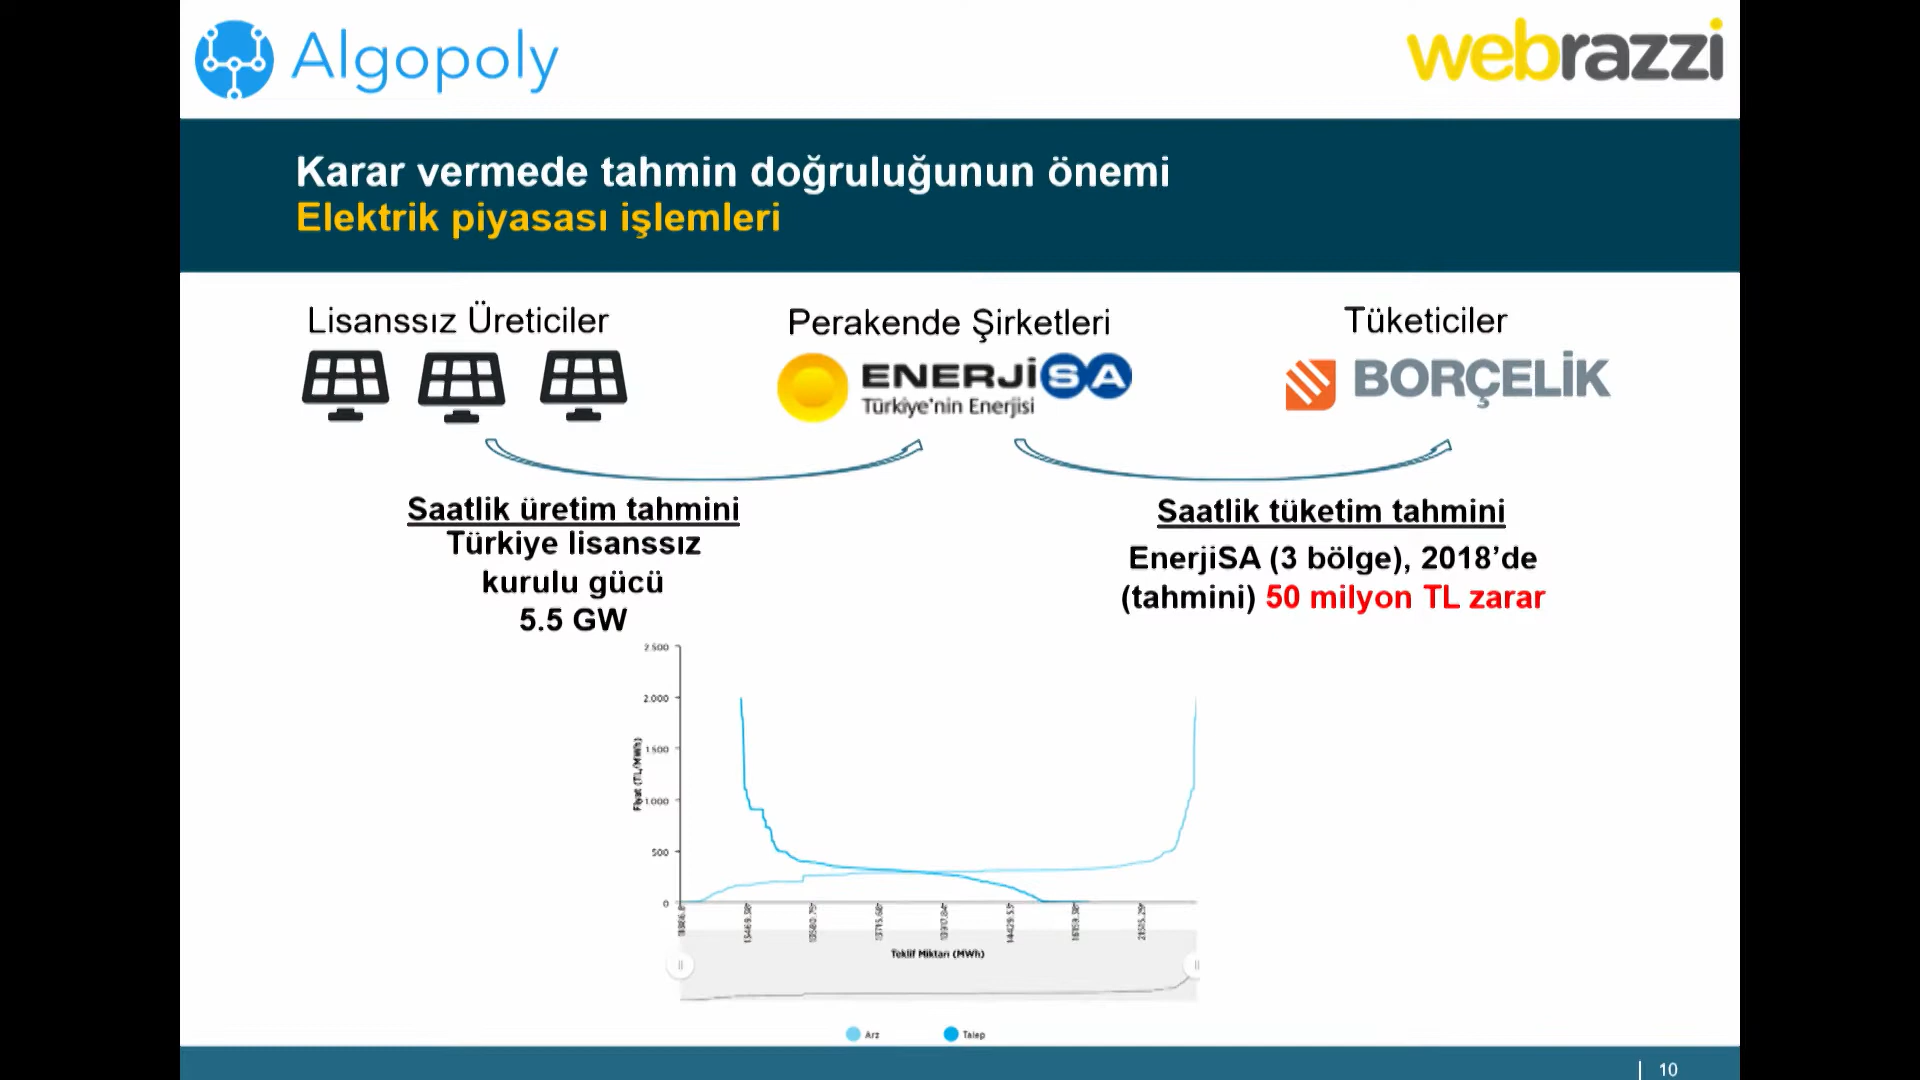 Algopoly
webrazzi
Karar vermede tahmin doğruluğunun önemi
Elektrik piyasası işlemleri
Lisanssız Üreticiler
Perakende Şirketleri
Tüketiciler
ENERJİSA
Türkiye'nin Enerjisi
BORÇELİK
Saatlik üretim tahmini
Türkiye lisanssız
kurulu gücü
5.5 GW
Saatlik tüketim tahmini
EnerjiSA (3 bölge), 2018’de
(tahmini) 50 milyon TL zarar
2.500
2.000
1.500
1.000
500
0
Fiyat (TL/MWh)
Teklif Miktarı (MWh)
Arz
Talep
10